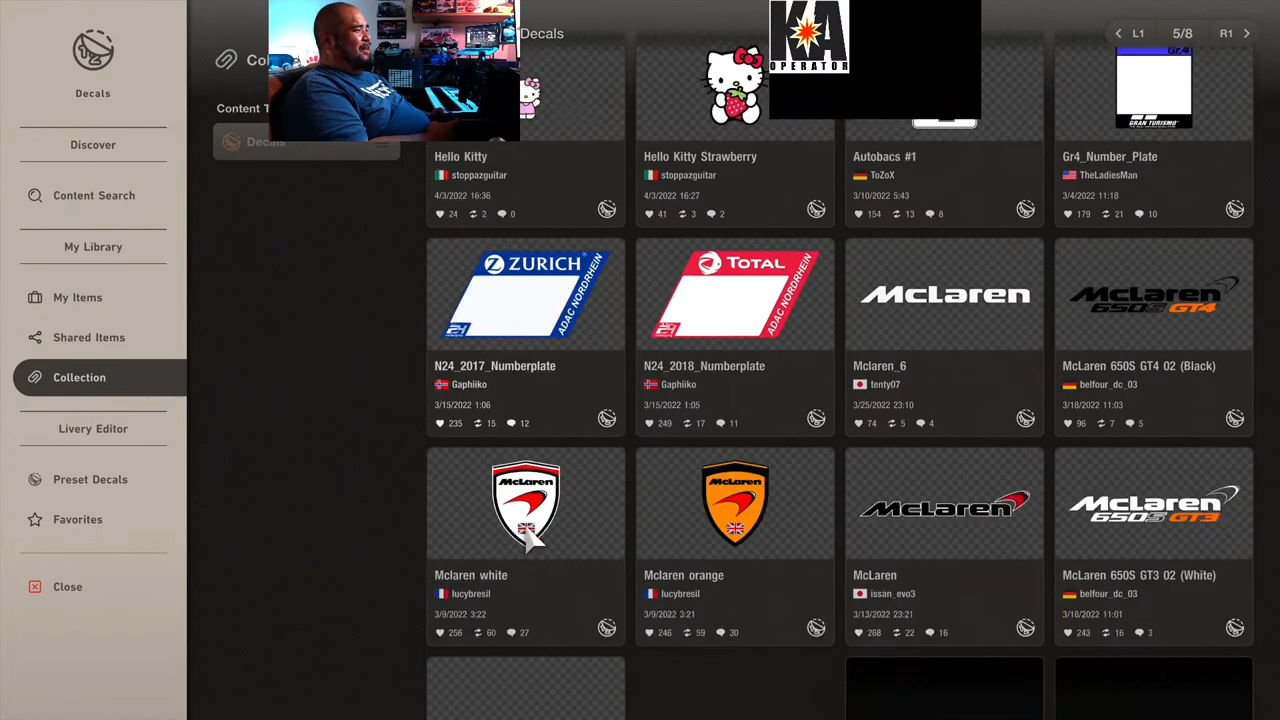 Decals
Discover
Content Search
My Library
My Items
Shared Items
Collection
Livery Editor
Preset Decals
Favorites
Close
Content T
Decals
Decals
KA
OPERATOR
L1
5/8
R1
GRAN TURISMO
Hello Kitty
stoppazguitar
4/3/2022 16:36
24 2 0
Hello Kitty Strawberry
stoppazguitar
4/3/2022 16:27
41 3 2
Autobacs #1
ToZoX
3/10/2022 5:43
154 13 8
Gr4_Number_Plate
TheLadiesMan
3/4/2022 11:18
179 21 10
ZURICH
ADAC NORDRHEIN
N24_2017_Numberplate
Gaphiiko
3/15/2022 1:06
235 15 12
TOTAL
ADAC NORDRHEIN
N24_2018_Numberplate
Gaphiiko
3/15/2022 1:05
249 17 11
McLaren
Mclaren_6
tenty07
3/25/2022 23:10
74 5 4
McLaren
650S GT4
McLaren 650S GT4 02 (Black)
belfour_dc_03
3/18/2022 11:03
96 7 5
McLaren
Mclaren white
lucybresil
3/9/2022 3:22
256 60 27
McLaren
Mclaren orange
lucybresil
3/9/2022 3:21
246 59 30
McLaren
McLaren
issan_evo3
3/13/2022 23:21
268 22 16
McLaren
650S GT3
McLaren 650S GT3 02 (White)
belfour_dc_03
3/18/2022 11:01
243 16 3